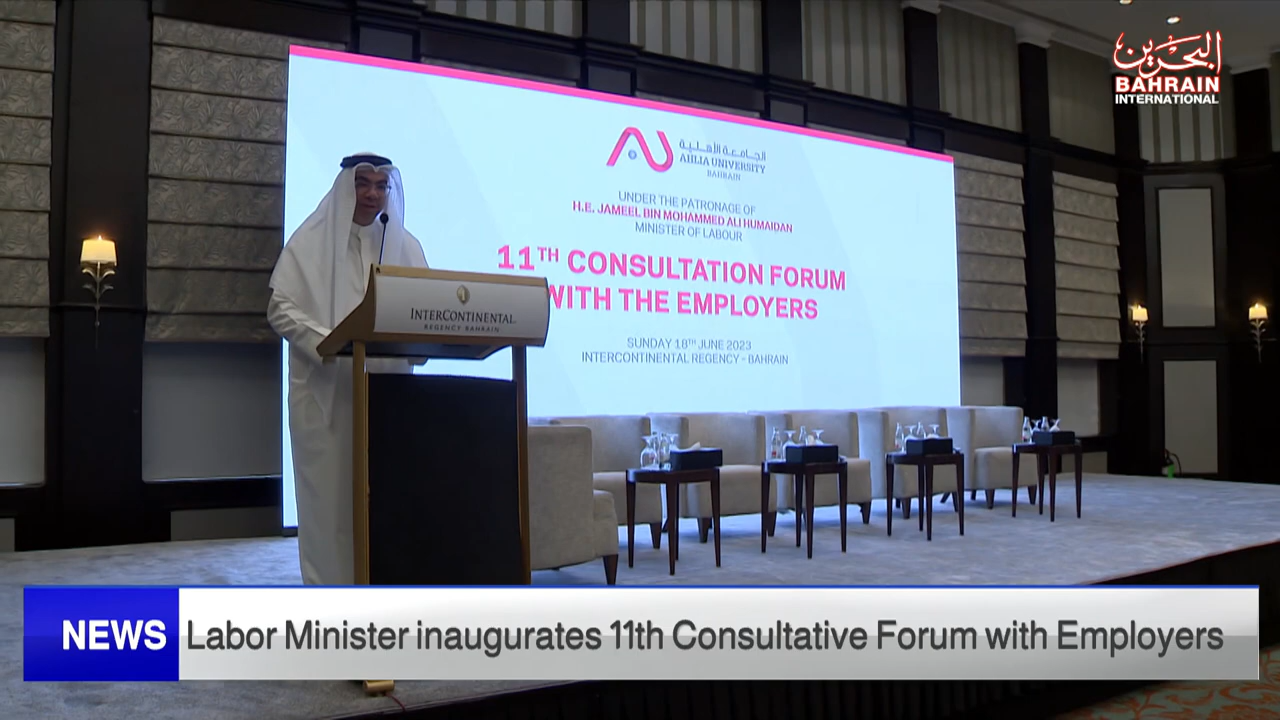 البحرين
BAHRAIN
INTERNATIONAL
الجامعة الأهلية
AHLIA UNIVERSITY
BAHRAIN
UNDER THE PATRONAGE OF
H.E. JAMEEL BIN MOHAMMED ALI HUMAIDAN
MINISTER OF LABOUR
11TH CONSULTATION FORUM
WITH THE EMPLOYERS
SUNDAY 18TH JUNE 2023
INTERCONTINENTAL REGENCY - BAHRAIN
INTERCONTINENTAL.
REGENCY BAHRAIN
NEWS Labor Minister inaugurates 11th Consultative Forum with Employers